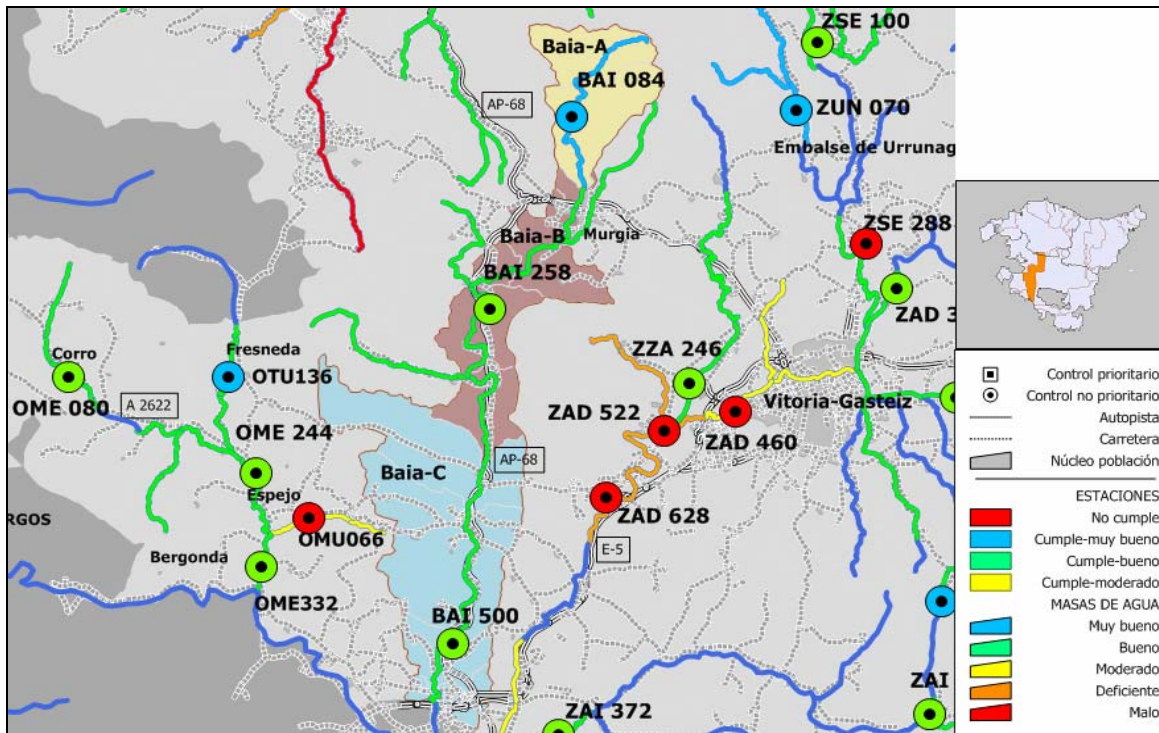 ZSE 100
Baia-A
BAI 084
AP-68
ZUN 070
Embalse de Urrunag
ZSE 288
Baia-B
Murgia
BAI 258
ZAD 3
Corro
Fresneda
ZZA 246
OTU136
OME 080
A 2622
ZAD 522
Vitoria-Gasteiz
OME 244
ZAD 460
Baia-C
AP-68
Espejo
RGOS
OMU066
ZAD 628
E-5
Bergonda
OME332
BAI 500
ZAI
ZAI 372
Control prioritario
Control no prioritario
Autopista
Carretera
Núcleo población
ESTACIONES
No cumple
Cumple-muy bueno
Cumple-bueno
Cumple-moderado
MASAS DE AGUA
Muy bueno
Bueno
Moderado
Deficiente
Malo